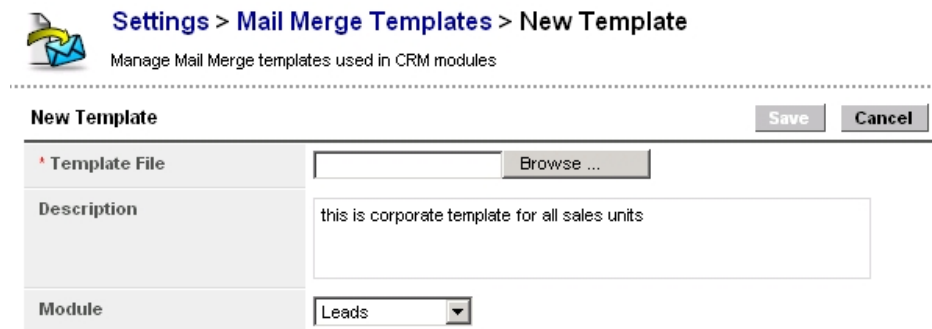 Settings > Mail Merge Templates > New Template
Manage Mail Merge templates used in CRM modules
New Template
Save
Cancel
* Template File
Browse ...
Description
this is corporate template for all sales units
Module
Leads